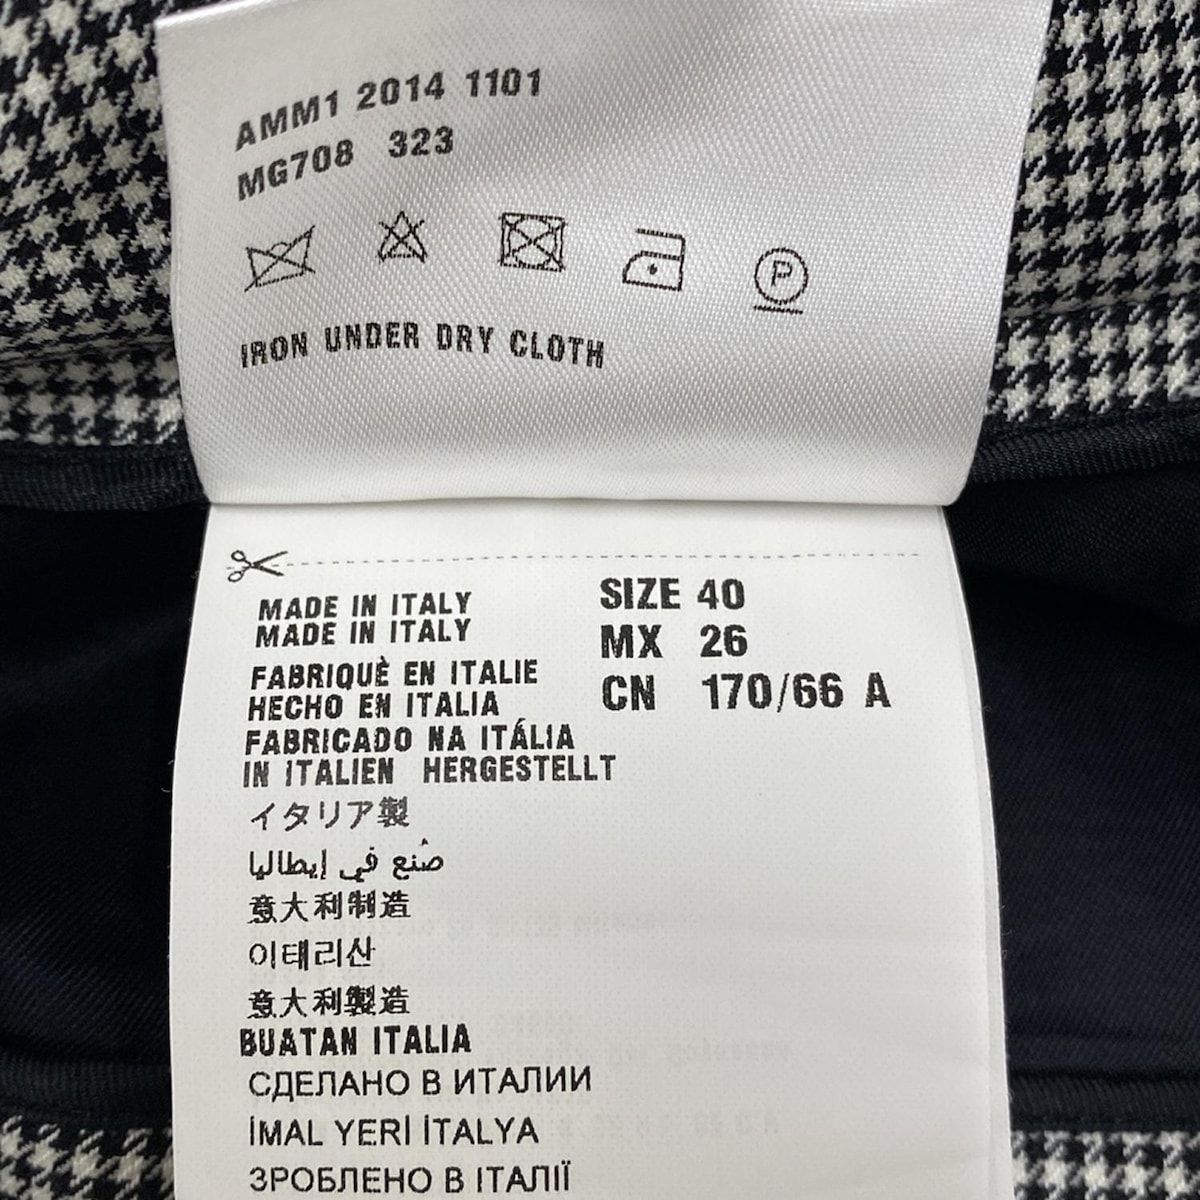 AMM1 2014 1101
MG708 323
P
IRON UNDER DRY CLOTH
MADE IN ITALY
MADE IN ITALY
FABRIQUÈ EN ITALIE
HECHO EN ITALIA
FABRICADO NA ITÁLIA
IN ITALIEN HERGESTELLT
イタリア製
صُنع في إيطاليا
意大利制造
이태리산
意大利製造
BUATAN ITALIA
СДЕЛАНО В ИТАЛИИ
İMAL YERİ İTALYA
ЗРОБЛЕНО В ІТАЛІЇ
SIZE 40
MX 26
CN 170/66 A